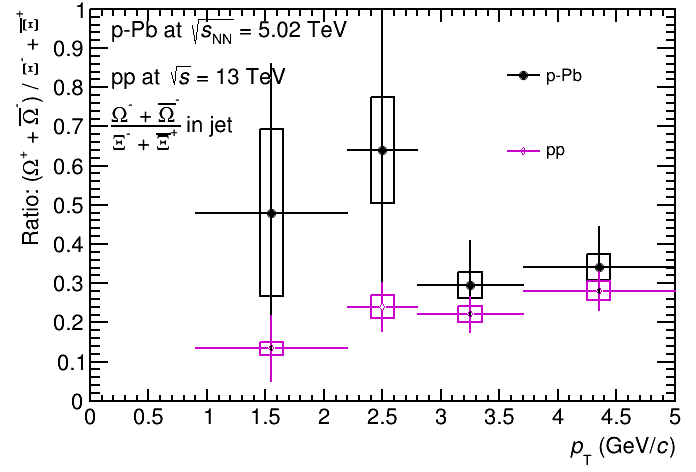 p-Pb at √s_NN = 5.02 TeV
pp at √s = 13 TeV
Ω⁻ + Ω̅⁻
Ξ⁻ + Ξ̅⁺ in jet
p-Pb
pp
Ratio: (Ω⁺ + Ω̅⁻) / Ξ⁻ + Ξ̅⁺
1
0.9
0.8
0.7
0.6
0.5
0.4
0.3
0.2
0.1
0
0 0.5 1 1.5 2 2.5 3 3.5 4 4.5 5
p_T (GeV/c)